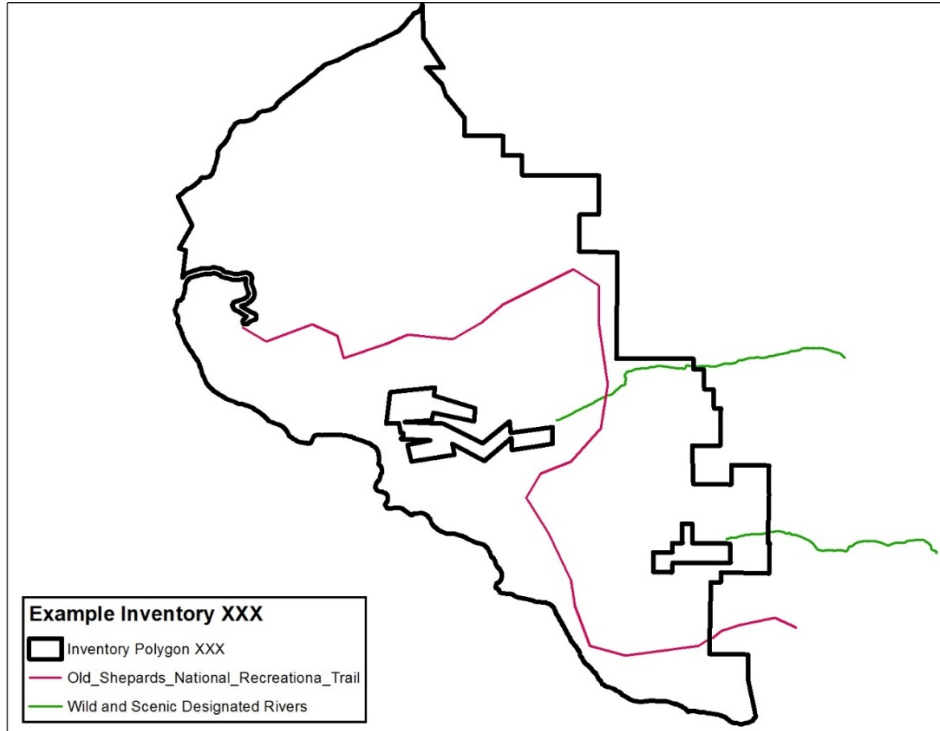 Example Inventory XXX
Inventory Polygon XXX
Old_Shepards_National_Recreationa_Trail
Wild and Scenic Designated Rivers